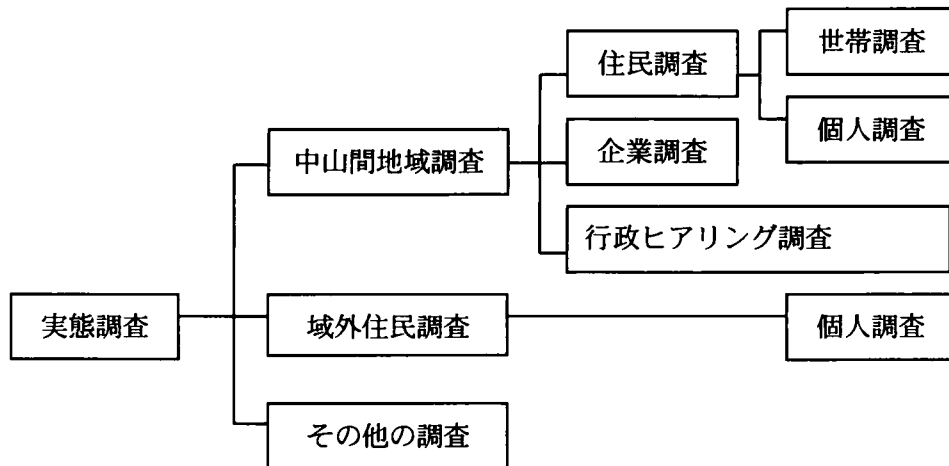 世帯調査
住民調査
個人調査
中山間地域調査
企業調査
行政ヒアリング調査
実態調査
域外住民調査
個人調査
その他の調査